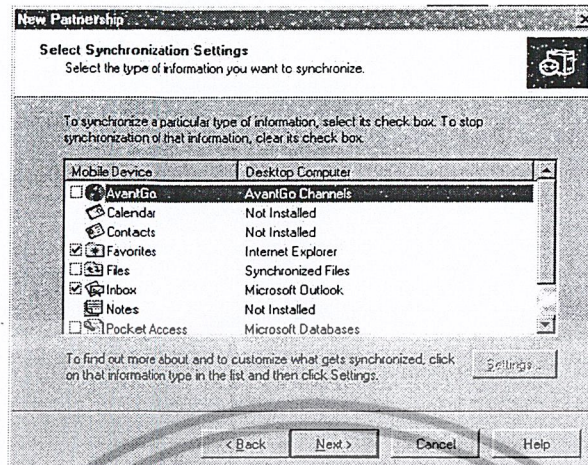 New Partnership
Select Synchronization Settings
Select the type of information you want to synchronize.
To synchronize a particular type of information, select its check box. To stop
synchronization of that information, clear its check box.
Mobile Device Desktop Computer
AvantGo AvantGo Channels
Calendar Not Installed
Contacts Not Installed
Favorites Internet Explorer
Files Synchronized Files
Inbox Microsoft Outlook
Notes Not Installed
Pocket Access Microsoft Databases
To find out more about and to customize what gets synchronized, click
on that information type in the list and then click Settings.
Settings...
< Back Next > Cancel Help